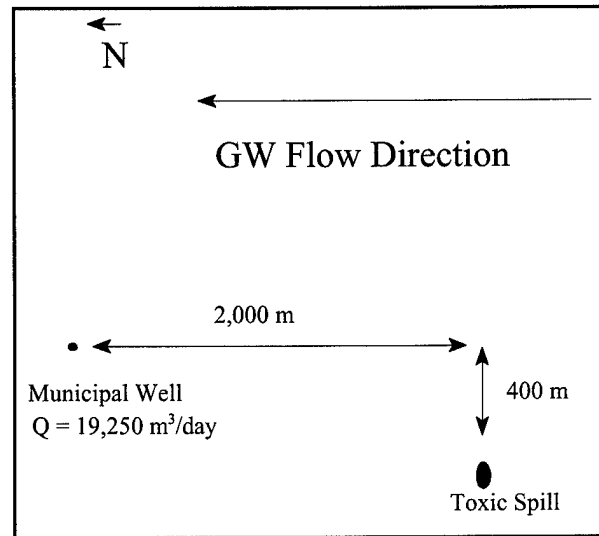 N
GW Flow Direction
2,000 m
400 m
Municipal Well
Q = 19,250 m³/day
Toxic Spill